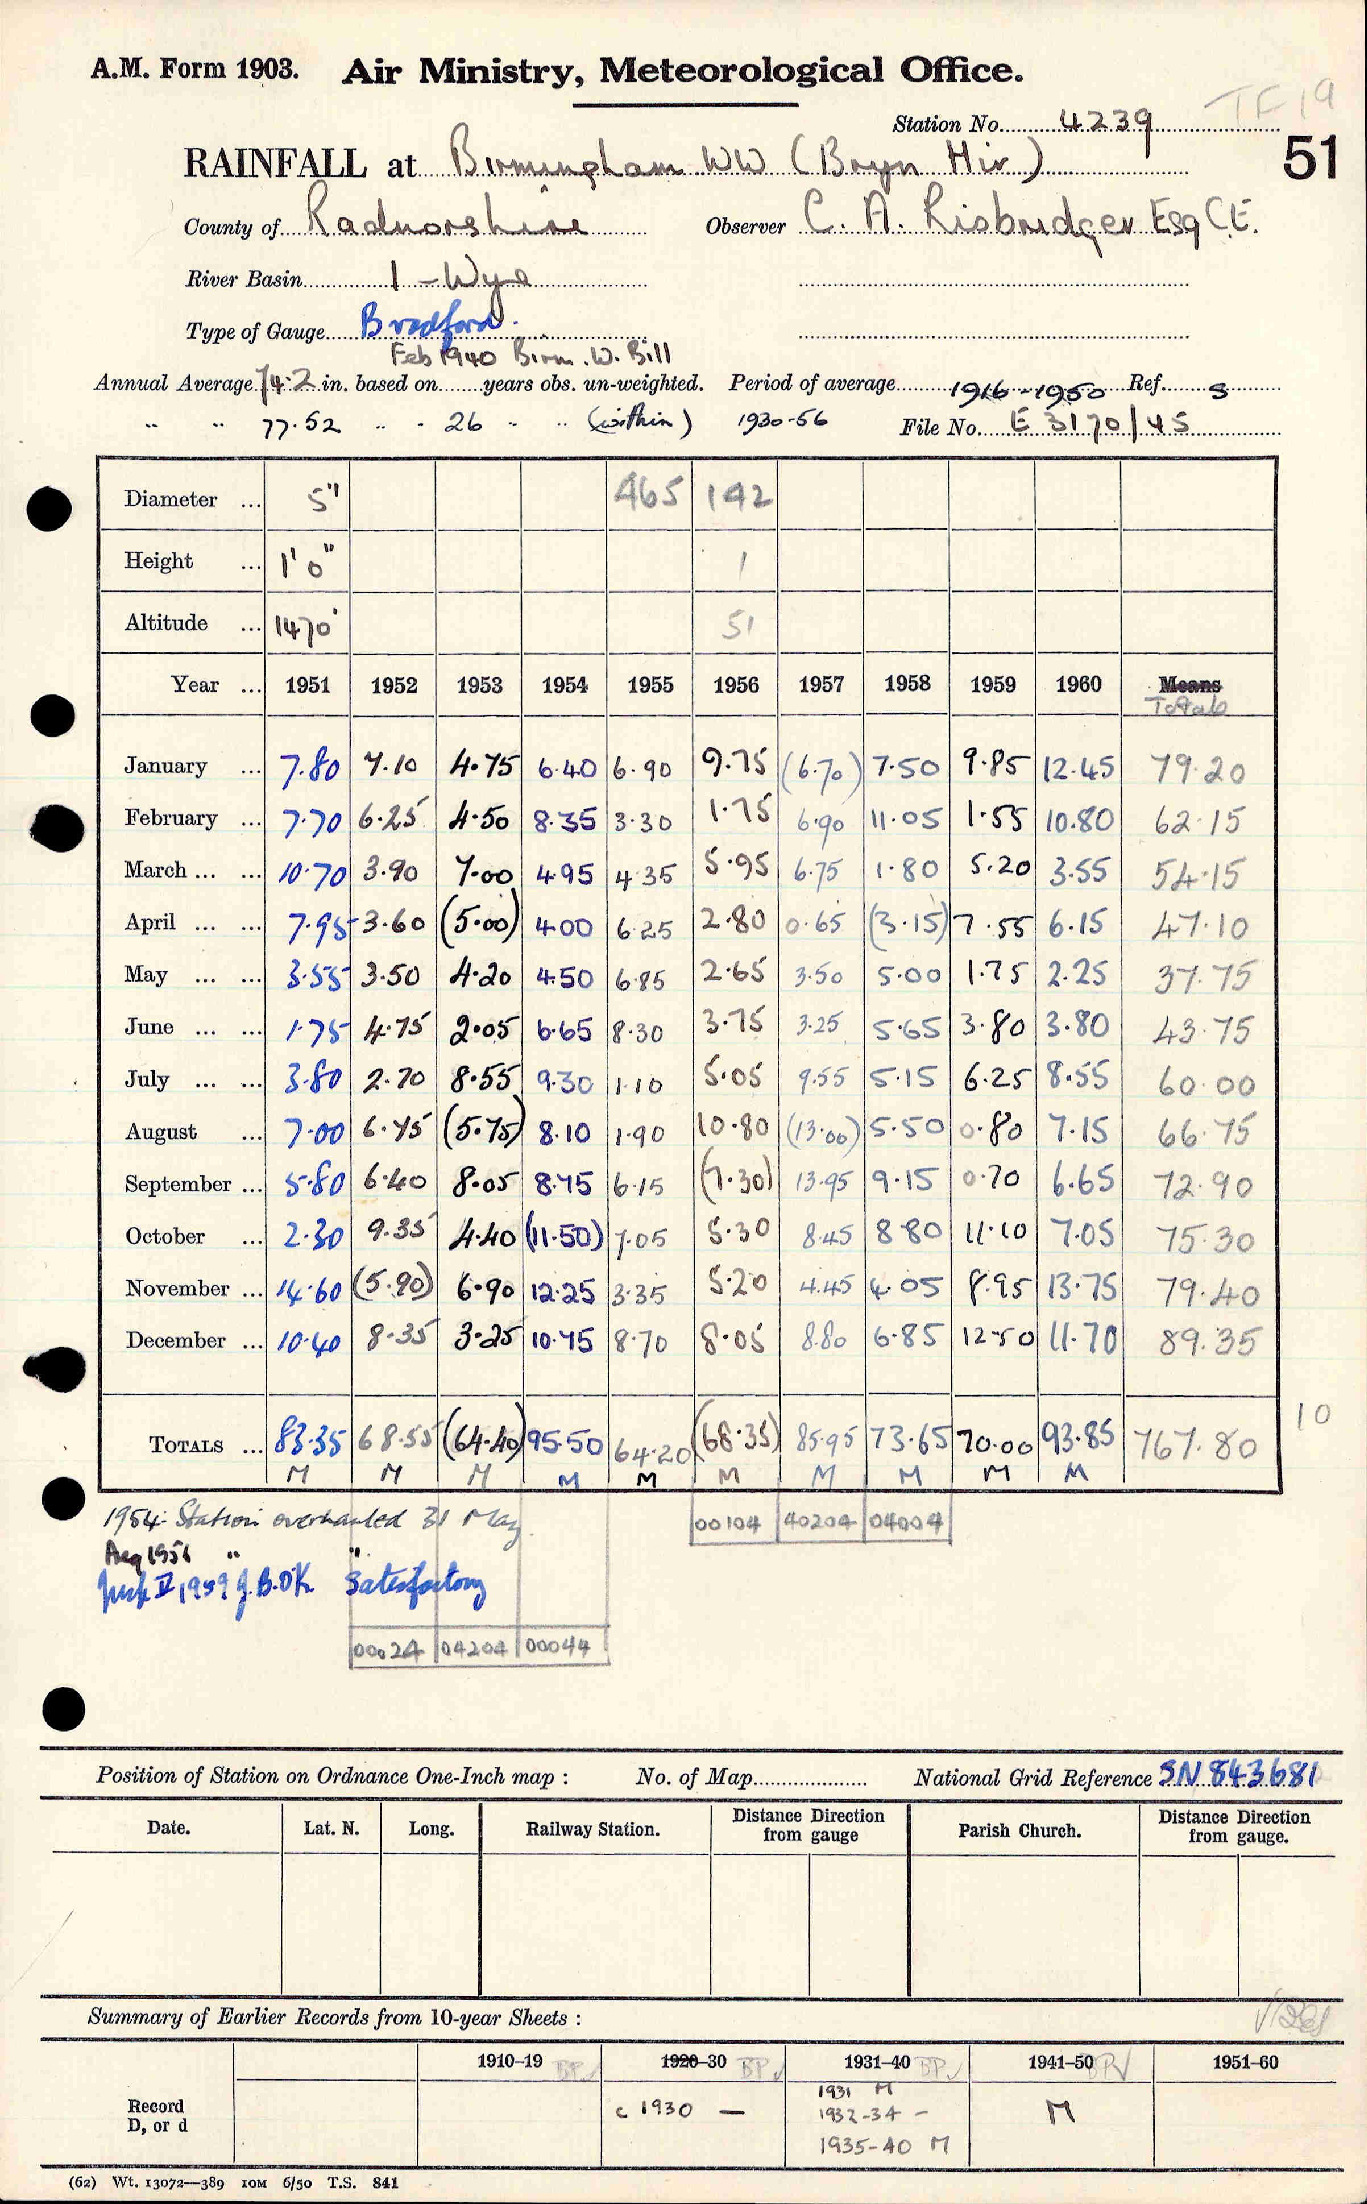 A.M. Form 1903. Air Ministry, Meteorological Office.
TF19
Station No. 4239
51
RAINFALL at Birmingham WW (Bryn Hir)
County of Radnorshire Observer C. A. Risbridger Esq C.E.
River Basin 1 - Wye
Type of Gauge Bradford.
Feb 1940 Birm. W. Bill
Annual Average 74.2 in. based on years obs. un-weighted. Period of average 1916-1950 Ref. S
" " 77.52 " " 26 " " (within) 1930-56 File No. E 3170/45
Diameter ... 5" 465 142
Height ... 1' 0" 1
Altitude ... 1470' 51
Year ... 1951 1952 1953 1954 1955 1956 1957 1958 1959 1960 Means
Totals
January ... 7.80 7.10 4.75 6.40 6.90 9.75 (6.70) 7.50 9.85 12.45 79.20
February ... 7.70 6.25 4.50 8.35 3.30 1.75 6.90 11.05 1.55 10.80 62.15
March ... ... 10.70 3.90 7.00 4.95 4.35 5.95 6.75 1.80 5.20 3.55 54.15
April ... ... 7.95 3.60 (5.00) 4.00 6.25 2.80 0.65 (3.15) 7.55 6.15 47.10
May ... ... 3.55 3.50 4.20 4.50 6.85 2.65 3.50 5.00 1.75 2.25 37.75
June ... ... 1.75 4.75 2.05 6.65 8.30 3.75 3.25 5.65 3.80 3.80 43.75
July ... ... 3.80 2.70 8.55 9.30 1.10 5.05 9.55 5.15 6.25 8.55 60.00
August ... 7.00 6.75 (5.75) 8.10 1.90 10.80 (13.00) 5.50 0.80 7.15 66.75
September ... 5.80 6.40 8.05 8.75 6.15 (7.30) 13.95 9.15 0.70 6.65 72.90
October ... 2.30 9.35 4.40 (11.50) 7.05 5.30 8.45 8.80 11.10 7.05 75.30
November ... 14.60 (5.90) 6.90 12.25 3.35 5.20 4.45 4.05 8.95 13.75 79.40
December ... 10.40 8.35 3.25 10.75 8.70 8.05 8.80 6.85 12.50 11.70 89.35
TOTALS ... 83.35 68.55 (64.40) 95.50 64.20 (68.35) 85.95 73.65 70.00 93.85 767.80 10
M M M M M M M M M M
1954: Station overhauled 31 May.
00104 40204 04004
Aug 1956 " "
1959 J.B. OK Satisfactory
00024 04204 00044
Position of Station on Ordnance One-Inch map : No. of Map National Grid Reference SN 843681
Date. Lat. N. Long. Railway Station. Distance Direction from gauge Parish Church. Distance Direction from gauge.
Summary of Earlier Records from 10-year Sheets :
1910–19 BP✓ 1920–30 BP✓ 1931–40 BP✓ 1941–50 BP✓ 1951–60
Record D, or d c 1930 — 1931 M M
1932-34 -
1935-40 M
(62) Wt. 13072—389 10M 6/50 T.S. 841